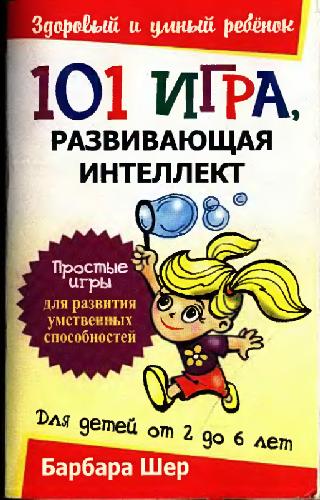 Здоровый и умный ребёнок
101 ИГРА,
РАЗВИВАЮЩАЯ
ИНТЕЛЛЕКТ
Простые
игры
для развития
умственных
способностей
Для детей от 2 до 6 лет
Барбара Шер